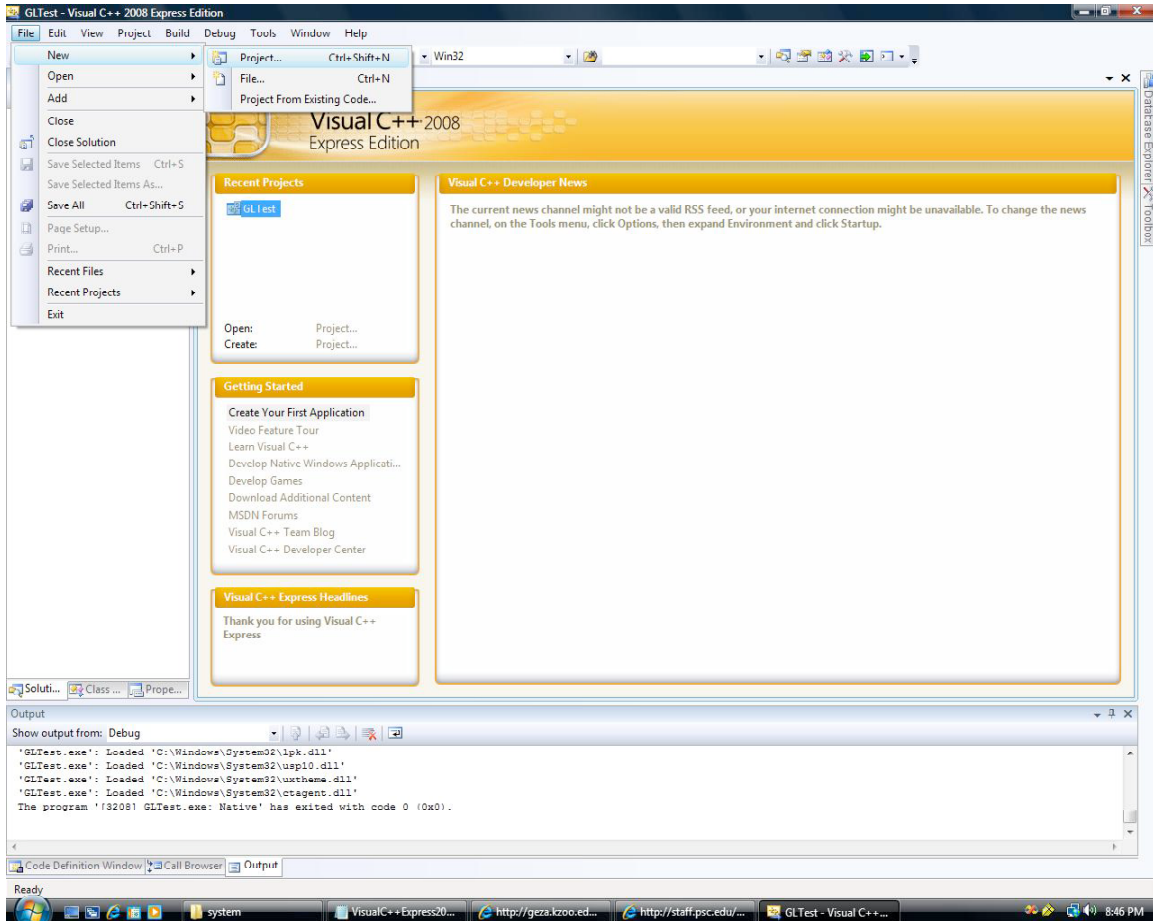 GLTest - Visual C++ 2008 Express Edition
File Edit View Project Build Debug Tools Window Help
New
Open
Add
Close
Close Solution
Save Selected Items Ctrl+S
Save Selected Items As...
Save All Ctrl+Shift+S
Page Setup...
Print... Ctrl+P
Recent Files
Recent Projects
Exit
Project... Ctrl+Shift+N
File... Ctrl+N
Project From Existing Code...
Win32
Visual C++ 2008
Express Edition
Recent Projects
GLTest
Open: Project...
Create: Project...
Getting Started
Create Your First Application
Video Feature Tour
Learn Visual C++
Develop Native Windows Applicati...
Develop Games
Download Additional Content
MSDN Forums
Visual C++ Team Blog
Visual C++ Developer Center
Visual C++ Express Headlines
Thank you for using Visual C++
Express
Visual C++ Developer News
The current news channel might not be a valid RSS feed, or your internet connection might be unavailable. To change the news
channel, on the Tools menu, click Options, then expand Environment and click Startup.
Database Explorer
Toolbox
Soluti... Class ... Prope...
Output
Show output from: Debug
'GLTest.exe': Loaded 'C:\Windows\System32\lpk.dll'
'GLTest.exe': Loaded 'C:\Windows\System32\usp10.dll'
'GLTest.exe': Loaded 'C:\Windows\System32\uxtheme.dll'
'GLTest.exe': Loaded 'C:\Windows\System32\ctagent.dll'
The program '[3208] GLTest.exe: Native' has exited with code 0 (0x0).
Code Definition Window Call Browser Output
Ready
system VisualC++Express20... http://geza.kzoo.ed... http://staff.psc.edu/... GLTest - Visual C++... 8:46 PM